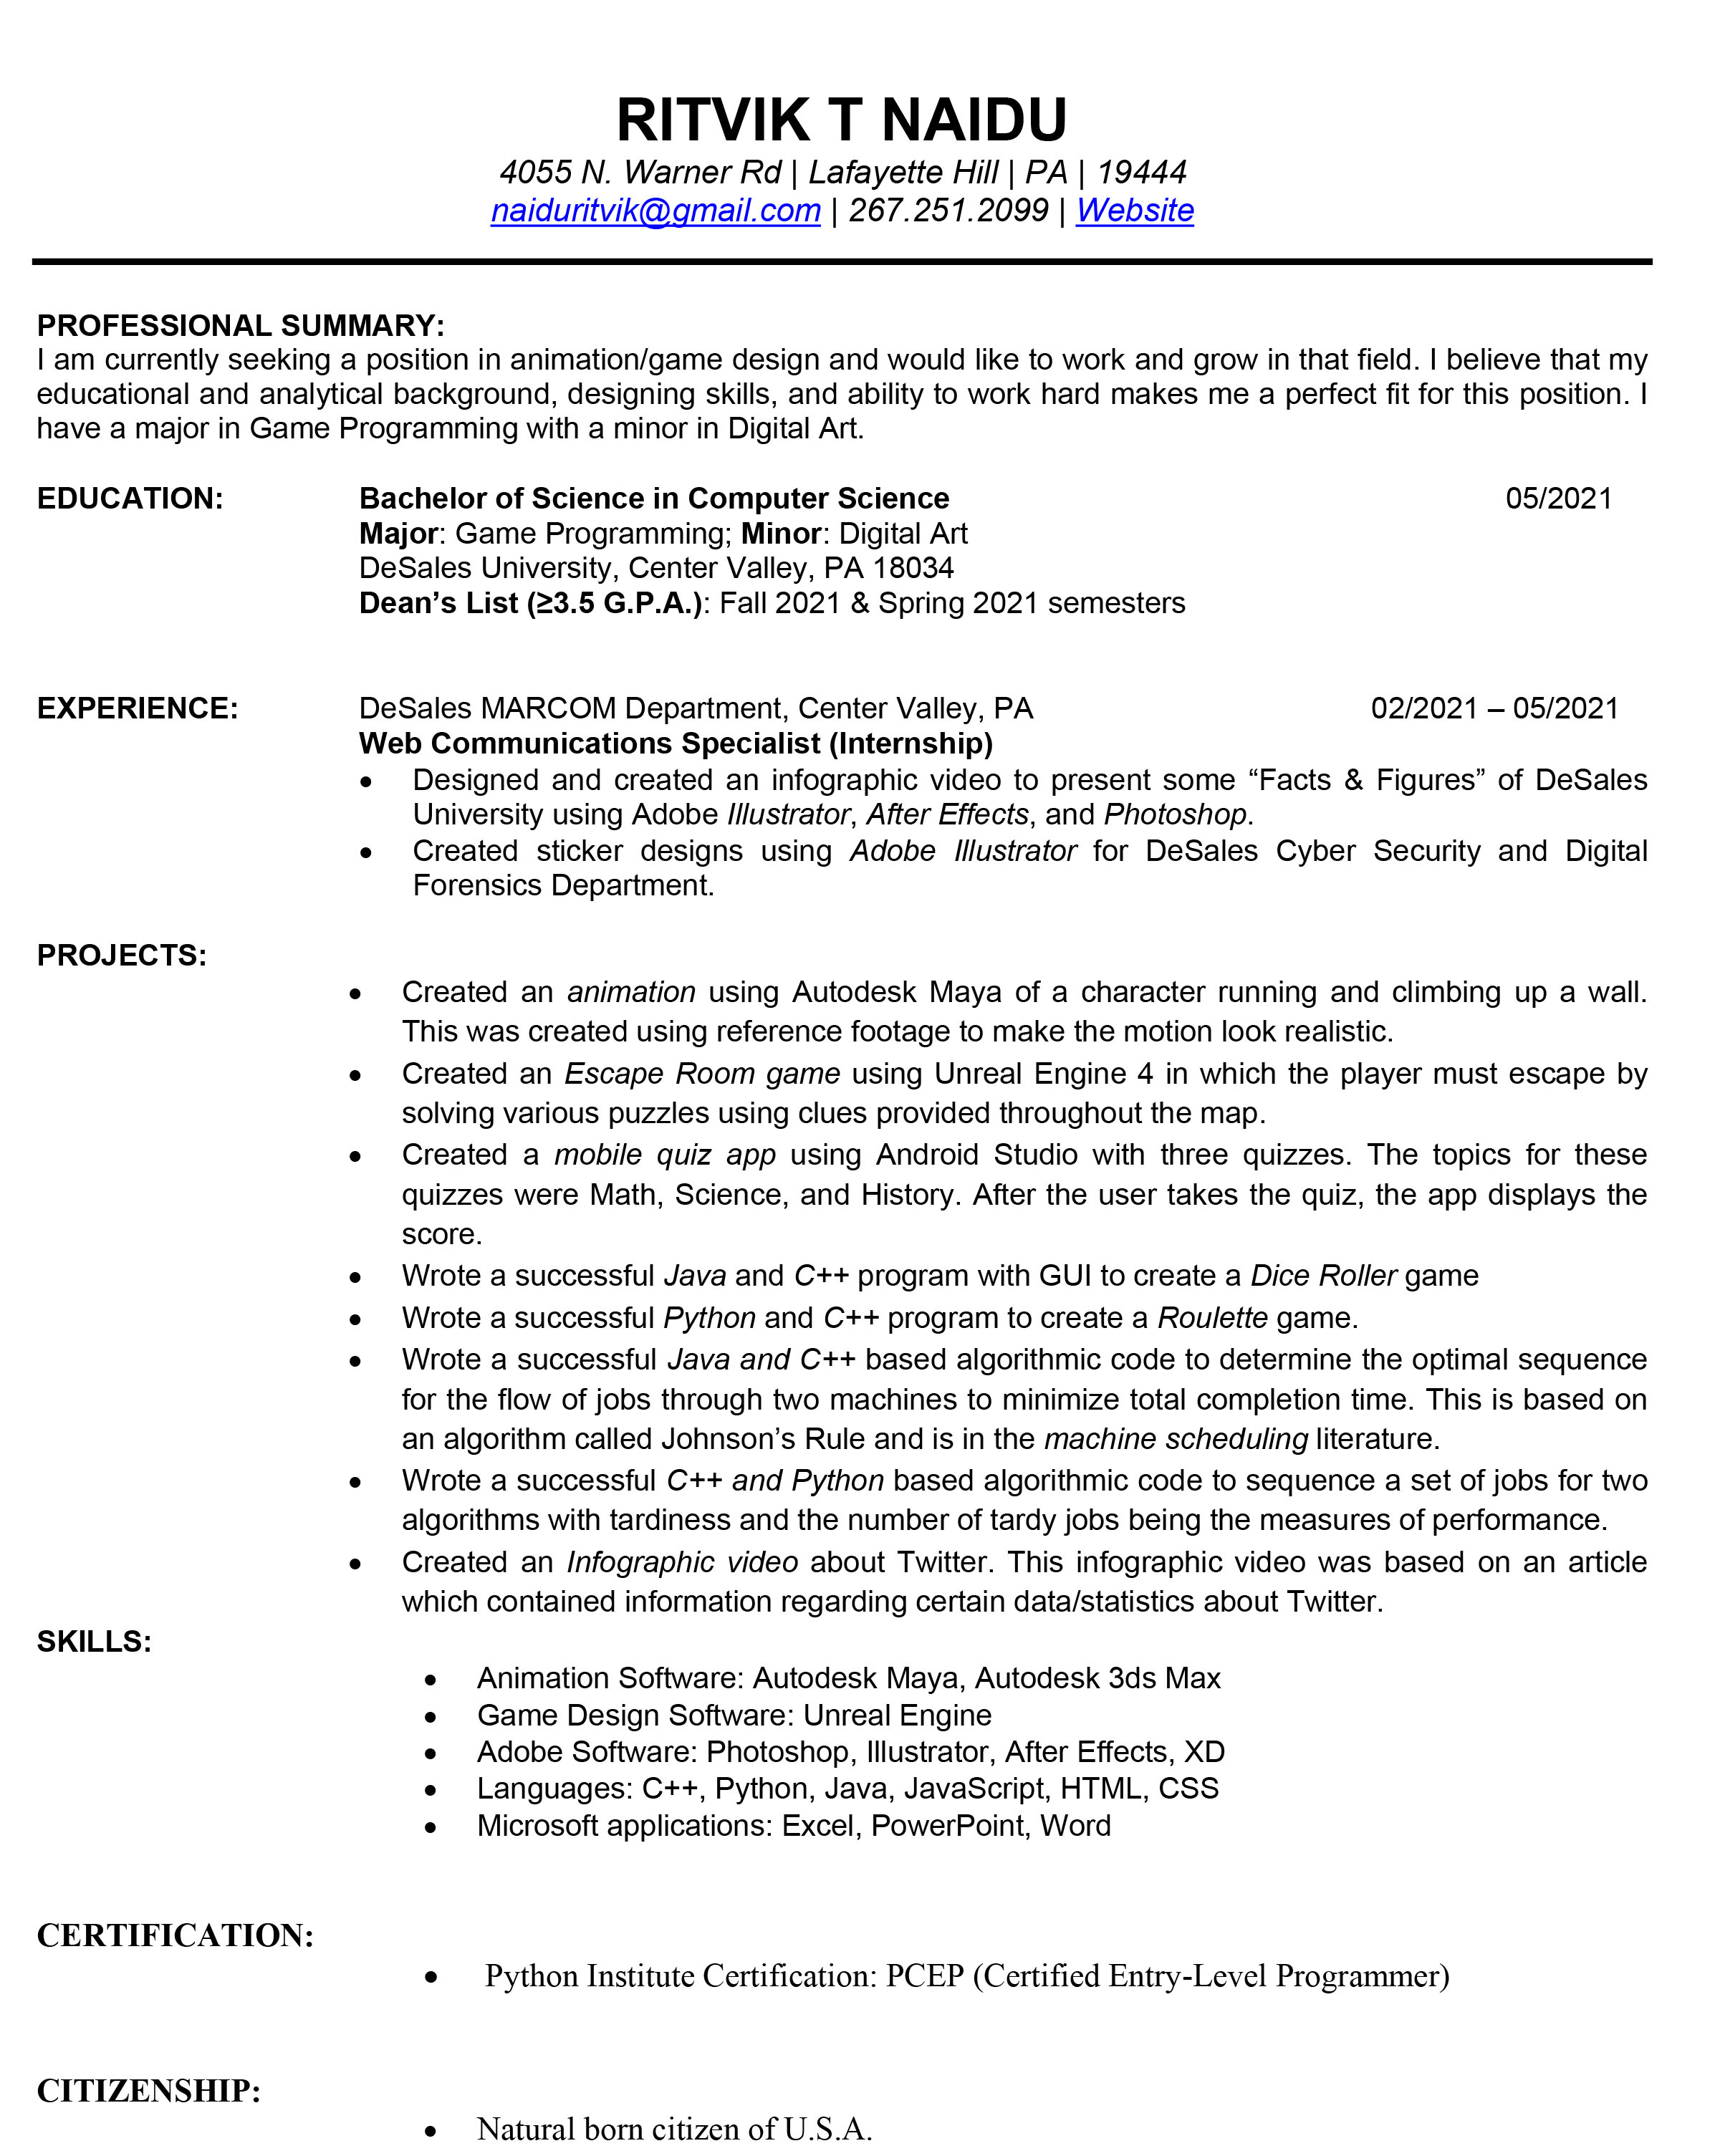 RITVIK T NAIDU
4055 N. Warner Rd | Lafayette Hill | PA | 19444
naiduritvik@gmail.com | 267.251.2099 | Website
PROFESSIONAL SUMMARY:
I am currently seeking a position in animation/game design and would like to work and grow in that field. I believe that my
educational and analytical background, designing skills, and ability to work hard makes me a perfect fit for this position. I
have a major in Game Programming with a minor in Digital Art.
EDUCATION: Bachelor of Science in Computer Science 05/2021
Major: Game Programming; Minor: Digital Art
DeSales University, Center Valley, PA 18034
Dean’s List (≥3.5 G.P.A.): Fall 2021 & Spring 2021 semesters
EXPERIENCE: DeSales MARCOM Department, Center Valley, PA 02/2021 – 05/2021
Web Communications Specialist (Internship)
• Designed and created an infographic video to present some “Facts & Figures” of DeSales
University using Adobe Illustrator, After Effects, and Photoshop.
• Created sticker designs using Adobe Illustrator for DeSales Cyber Security and Digital
Forensics Department.
PROJECTS:
• Created an animation using Autodesk Maya of a character running and climbing up a wall.
This was created using reference footage to make the motion look realistic.
• Created an Escape Room game using Unreal Engine 4 in which the player must escape by
solving various puzzles using clues provided throughout the map.
• Created a mobile quiz app using Android Studio with three quizzes. The topics for these
quizzes were Math, Science, and History. After the user takes the quiz, the app displays the
score.
• Wrote a successful Java and C++ program with GUI to create a Dice Roller game
• Wrote a successful Python and C++ program to create a Roulette game.
• Wrote a successful Java and C++ based algorithmic code to determine the optimal sequence
for the flow of jobs through two machines to minimize total completion time. This is based on
an algorithm called Johnson’s Rule and is in the machine scheduling literature.
• Wrote a successful C++ and Python based algorithmic code to sequence a set of jobs for two
algorithms with tardiness and the number of tardy jobs being the measures of performance.
• Created an Infographic video about Twitter. This infographic video was based on an article
which contained information regarding certain data/statistics about Twitter.
SKILLS:
• Animation Software: Autodesk Maya, Autodesk 3ds Max
• Game Design Software: Unreal Engine
• Adobe Software: Photoshop, Illustrator, After Effects, XD
• Languages: C++, Python, Java, JavaScript, HTML, CSS
• Microsoft applications: Excel, PowerPoint, Word
CERTIFICATION:
• Python Institute Certification: PCEP (Certified Entry-Level Programmer)
CITIZENSHIP:
• Natural born citizen of U.S.A.